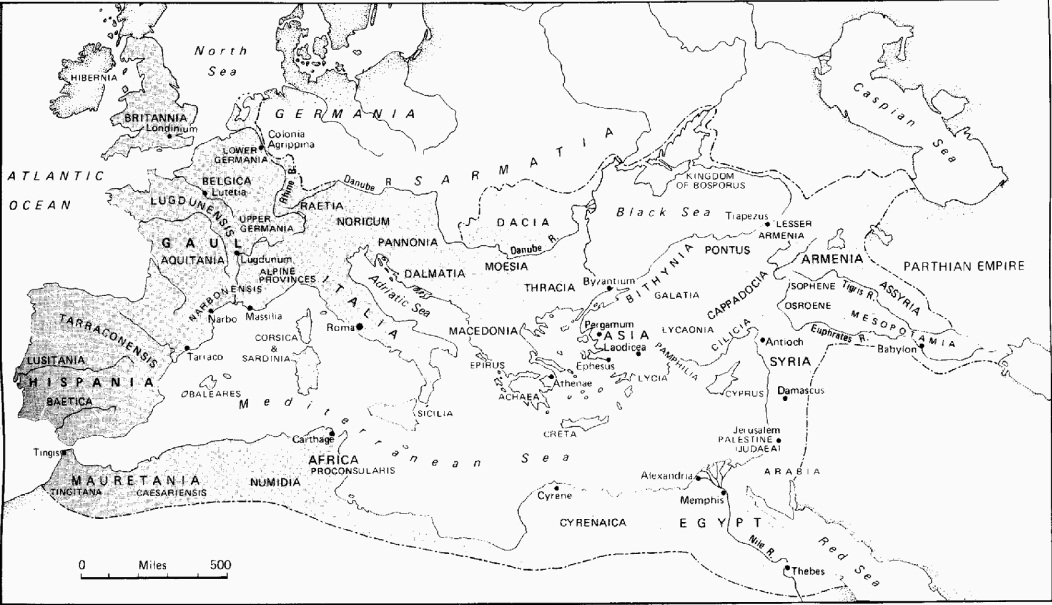 North
Sea
HIBERNIA
BRITANNIA
Londinium
GERMANIA
Colonia
Agrippina
LOWER
GERMANIA
ATLANTIC
OCEAN
BELGICA
Lutetia
LUGDUNENSIS
Rhine R.
Danube R.
SARMATIA
RAETIA
UPPER
GERMANIA
NORICUM
PANNONIA
DACIA
Danube R.
MOESIA
KINGDOM
OF BOSPORUS
Black Sea
Caspian
Sea
Trapezus
LESSER
ARMENIA
PONTUS
ARMENIA
PARTHIAN EMPIRE
GAUL
AQUITANIA
Lugdunum
ALPINE
PROVINCES
NARBONENSIS
Narbo
Massilia
ITALIA
Adriatic Sea
DALMATIA
THRACIA
Byzantium
BITHYNIA
GALATIA
CAPPADOCIA
SOPHENE
Tigris R.
ASSYRIA
OSROENE
MESOPOTAMIA
Euphrates R.
Babylon
TARRACONENSIS
Tarraco
LUSITANIA
HISPANIA
BAETICA
BALEARES
CORSICA
&
SARDINIA
Roma
MACEDONIA
EPIRUS
Pergamum
ASIA
LYCAONIA
CILICIA
Laodicea
Ephesus
PAMPHILIA
LYCIA
Athenae
ACHAEA
Antioch
SYRIA
CYPRUS
Damascus
SICILIA
CRETA
Mediterranean Sea
Tingis
Carthage
AFRICA
PROCONSULARIS
MAURETANIA
TINGITANA
CAESARIENSIS
NUMIDIA
Jerusalem
PALESTINE
(JUDAEA)
ARABIA
Alexandria
Memphis
Cyrene
CYRENAICA
EGYPT
Nile R.
Red Sea
Thebes
0 Miles 500